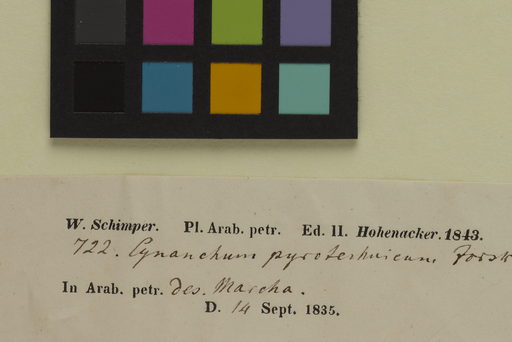 W. Schimper. Pl. Arab. petr. Ed. II. Hohenacker. 1843.
722. Cynanchum pyrotechnicum. Forsk
In Arab. petr. des. Marcha.
D. 14 Sept. 1835.